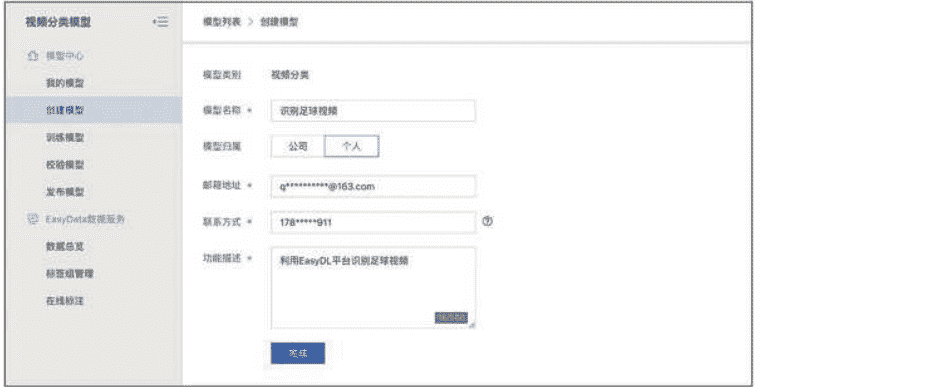 视频分类模型
模型列表 > 创建模型
模型中心
我的模型
创建模型
训练模型
校验模型
发布模型
EasyData数据服务
数据总览
标签组管理
在线标注
模型类别 视频分类
模型名称 * 识别足球视频
模型归属 公司 个人
邮箱地址 * q**********@163.com
联系方式 * 178*****911
功能描述 * 利用EasyDL平台识别足球视频
完成